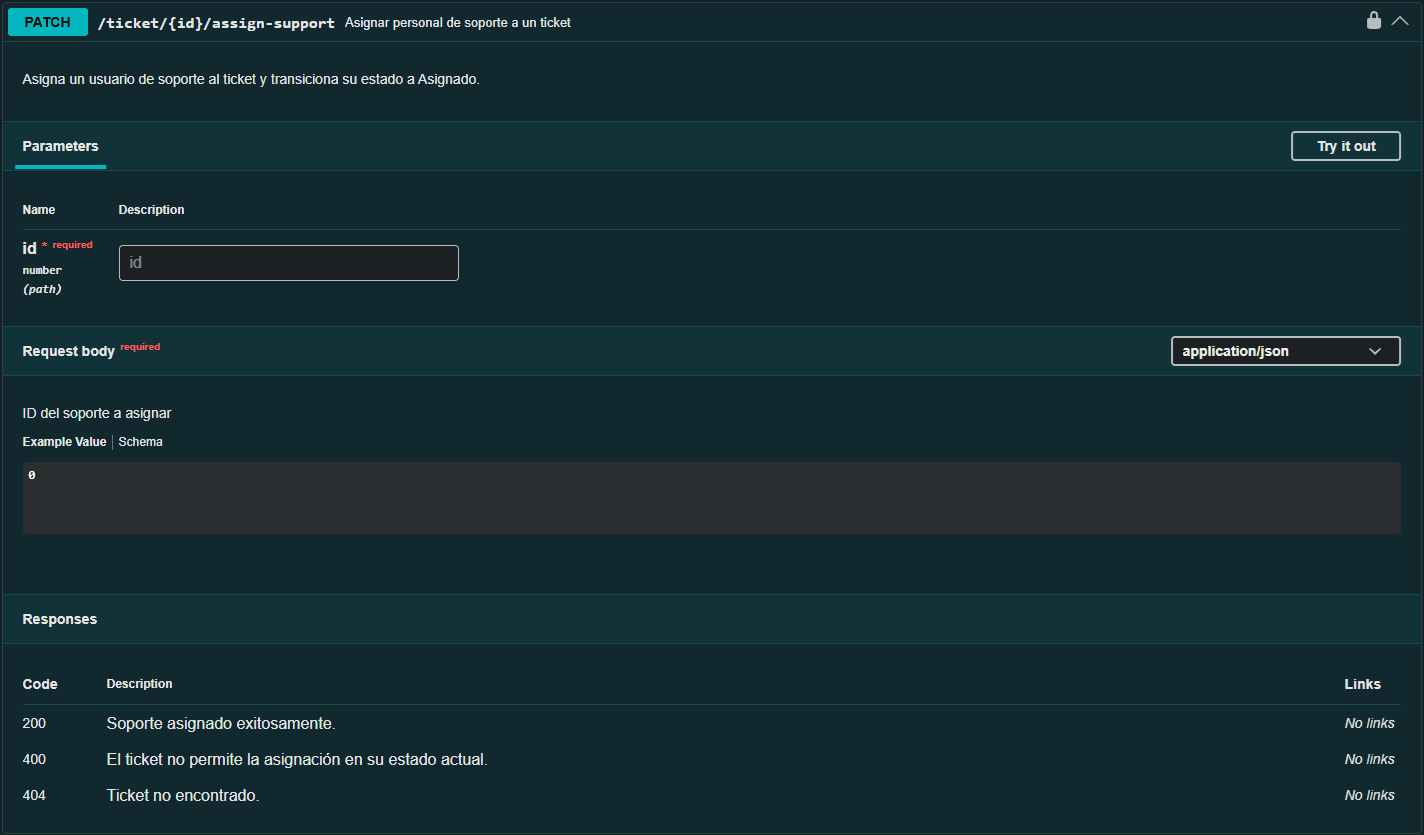 PATCH /ticket/{id}/assign-support Asignar personal de soporte a un ticket
Asigna un usuario de soporte al ticket y transiciona su estado a Asignado.
Parameters Try it out
Name Description
id * required
number
(path)
id
Request body required application/json
ID del soporte a asignar
Example Value Schema
0
Responses
Code Description Links
200 Soporte asignado exitosamente. No links
400 El ticket no permite la asignación en su estado actual. No links
404 Ticket no encontrado. No links